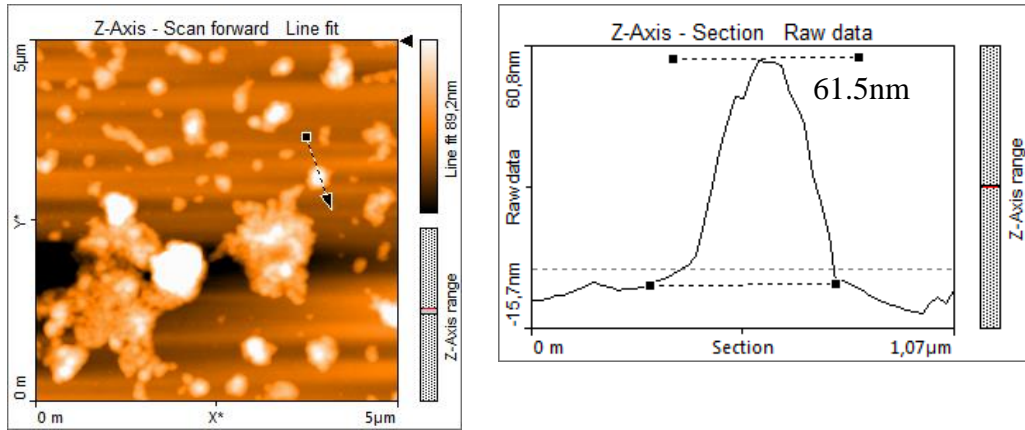 Z-Axis - Scan forward   Line fit
5µm
Y*
0 m
0 m
X*
5µm
Line fit 89,2nm
Z-Axis range
Z-Axis - Section   Raw data
60,8nm
Raw data
-15,7nm
61.5nm
0 m
Section
1,07µm
Z-Axis range